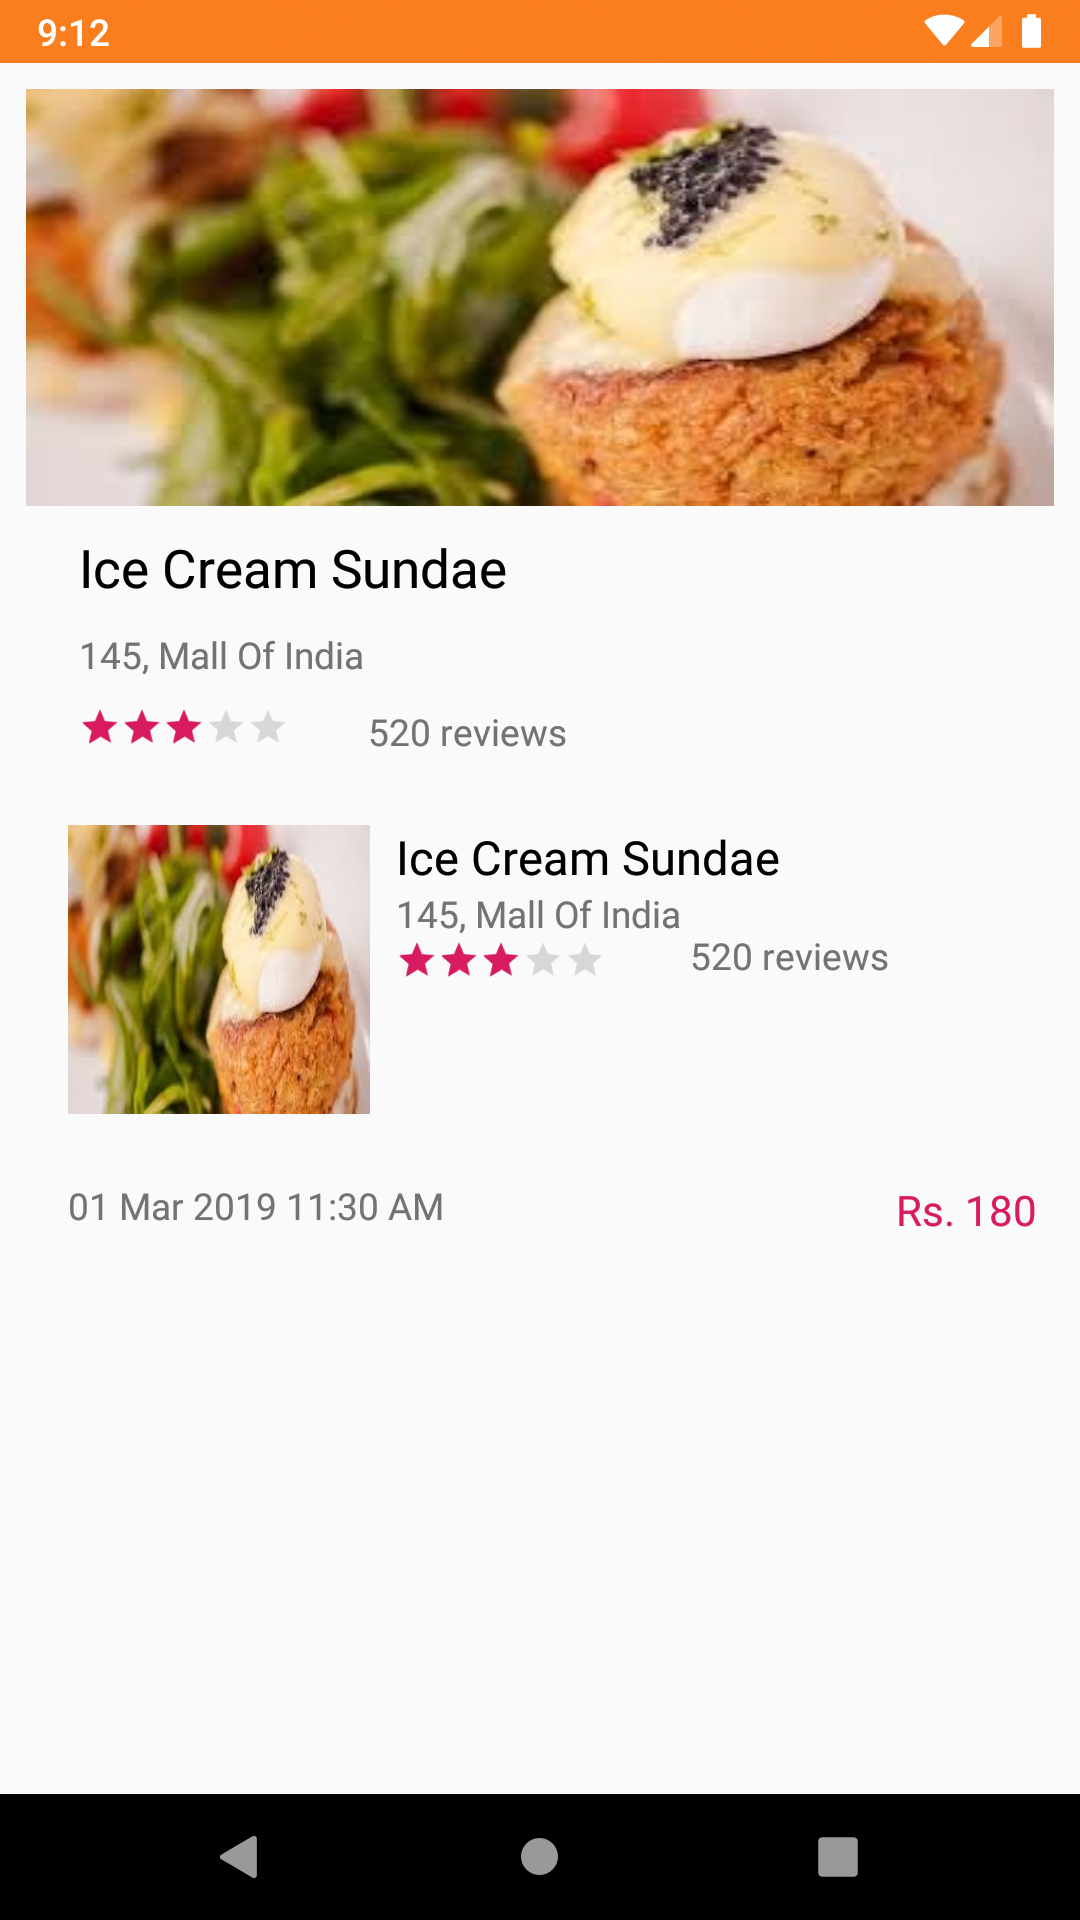 9:12
Ice Cream Sundae
145, Mall Of India
520 reviews
Ice Cream Sundae
145, Mall Of India
520 reviews
01 Mar 2019 11:30 AM
Rs. 180